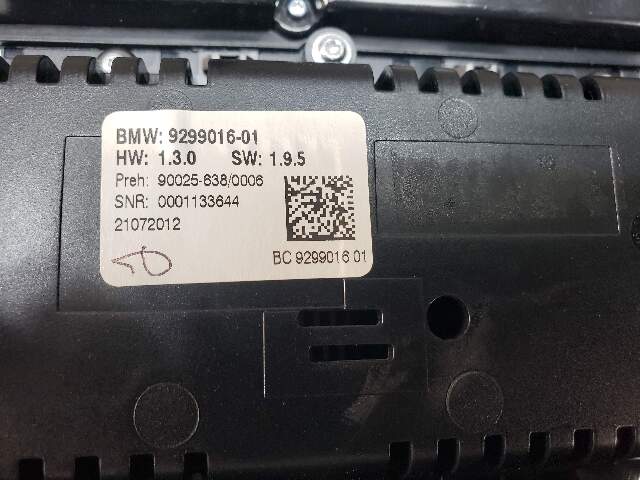 BMW: 9299016-01
HW: 1.3.0 SW: 1.9.5
Preh: 90025-638/0006
SNR: 0001133644
21072012
BC 9299016 01